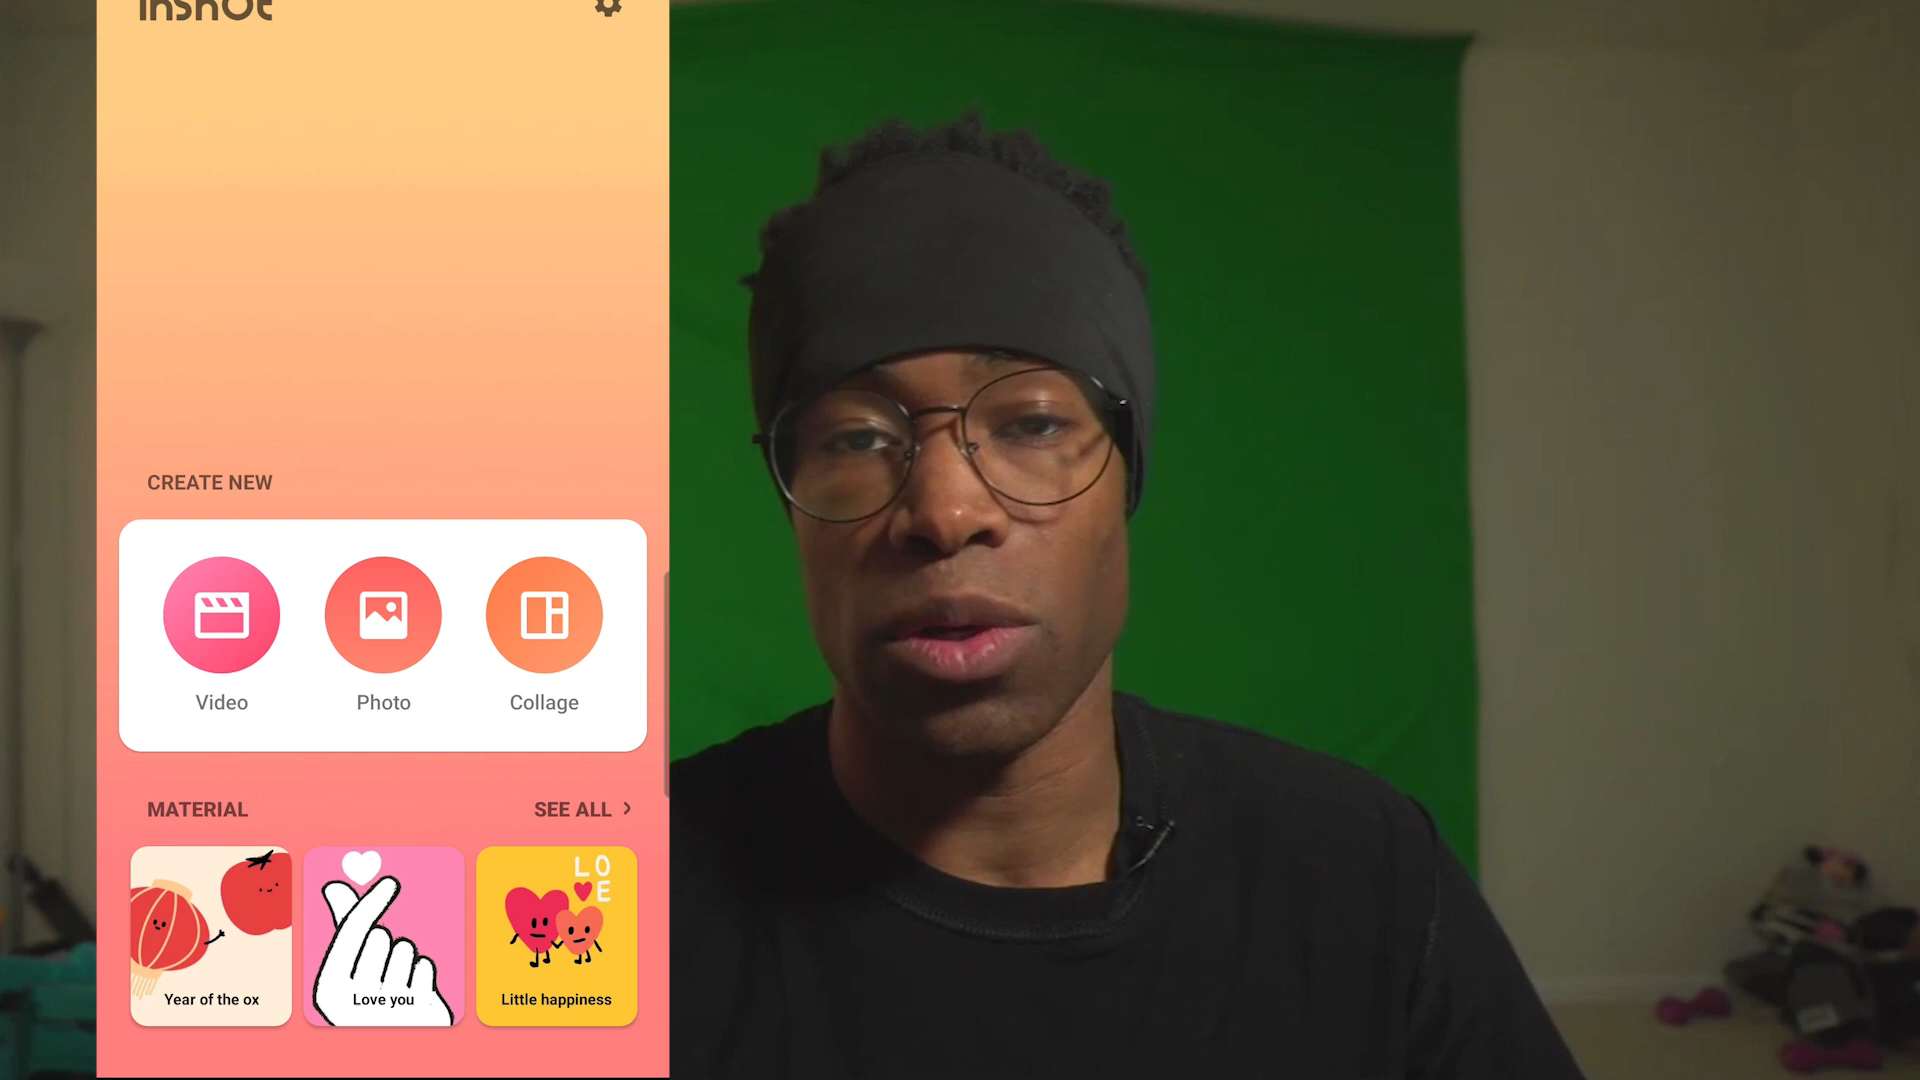 InShOt
CREATE NEW
Video Photo Collage
MATERIAL SEE ALL >
LO
E
Year of the ox Love you Little happiness